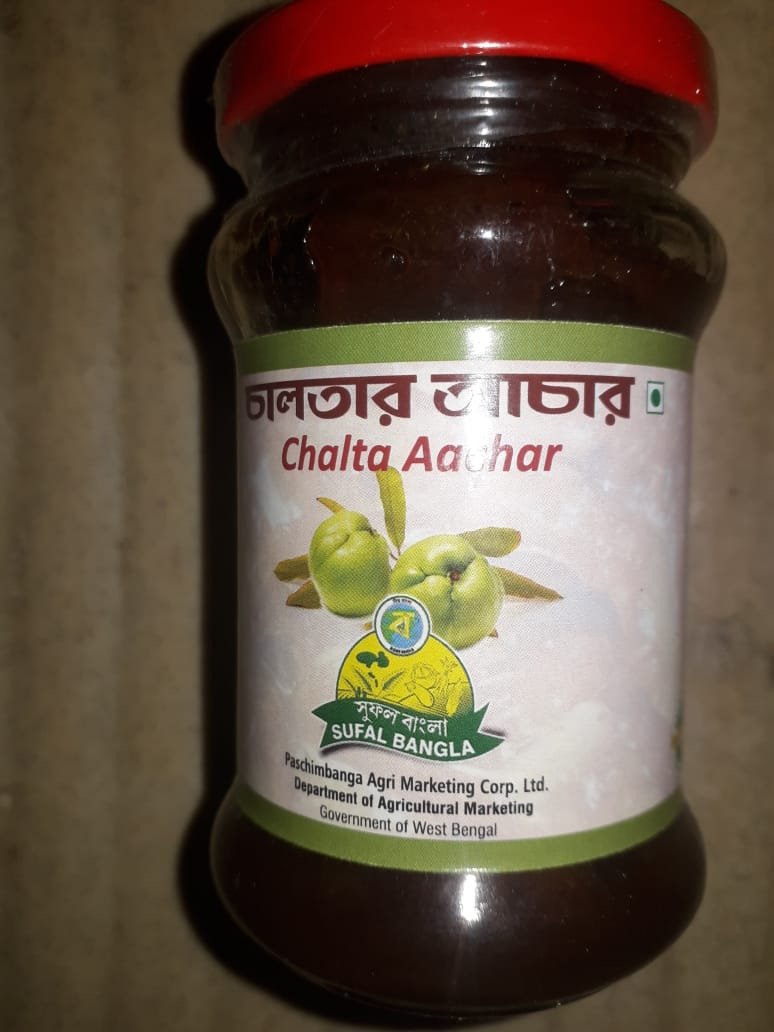 চালতার আচার
Chalta Aachar
সুফল বাংলা
SUFAL BANGLA
Paschimbanga Agri Marketing Corp. Ltd.
Department of Agricultural Marketing
Government of West Bengal